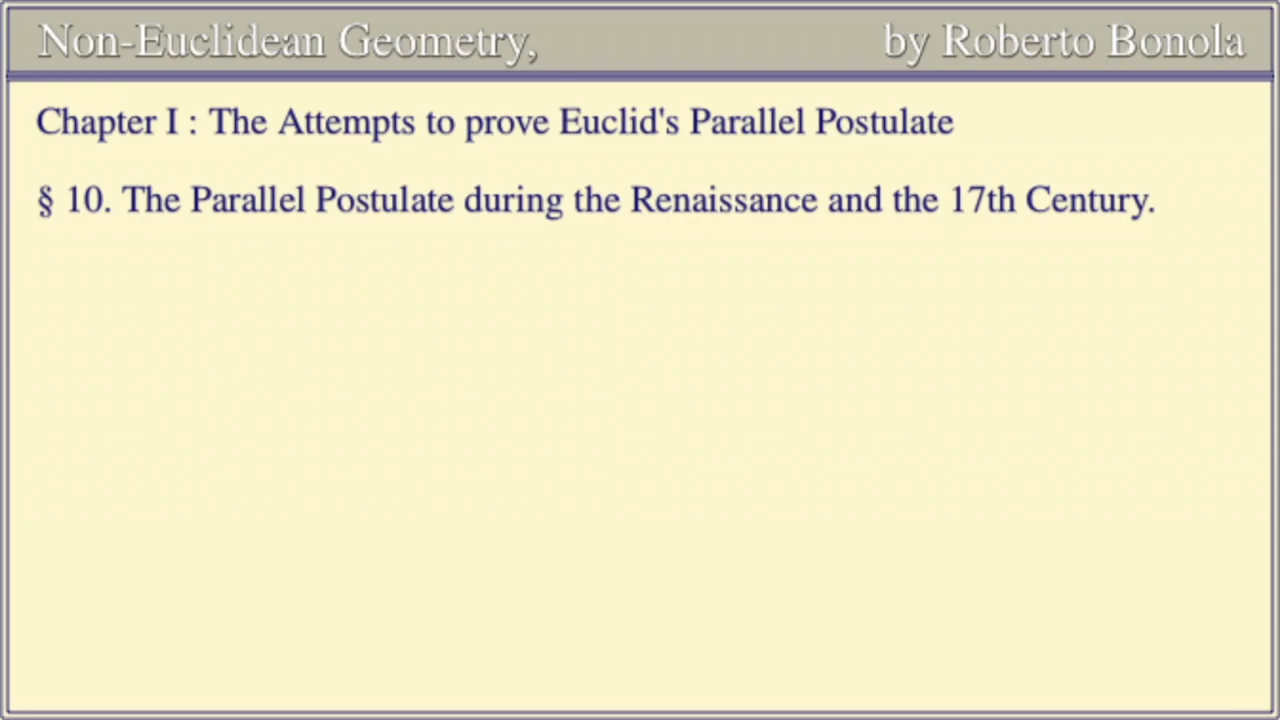 Non-Euclidean Geometry, by Roberto Bonola
Chapter I : The Attempts to prove Euclid's Parallel Postulate
§ 10. The Parallel Postulate during the Renaissance and the 17th Century.